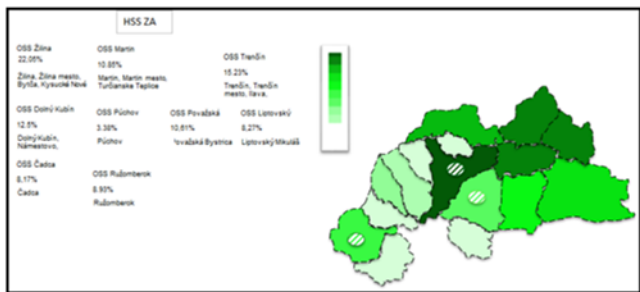 HSS ZA
OSS Žilina
22,05%
Žilina, Žilina mesto,
Bytča, Kysucké Nové
OSS Martin
10.85%
Martin, Martin mesto,
Turčianske Teplice
OSS Trenčín
15.23%
Trenčín, Trenčín
mesto, Ilava,
OSS Dolný Kubín
12.5%
Dolný Kubín,
Námestovo,
OSS Púchov
3.38%
Púchov
OSS Považská
10,61%
Považská Bystrica
OSS Liptovský
8,27%
Liptovský Mikuláš
OSS Čadca
8,17%
Čadca
OSS Ružomberok
8.93%
Ružomberok